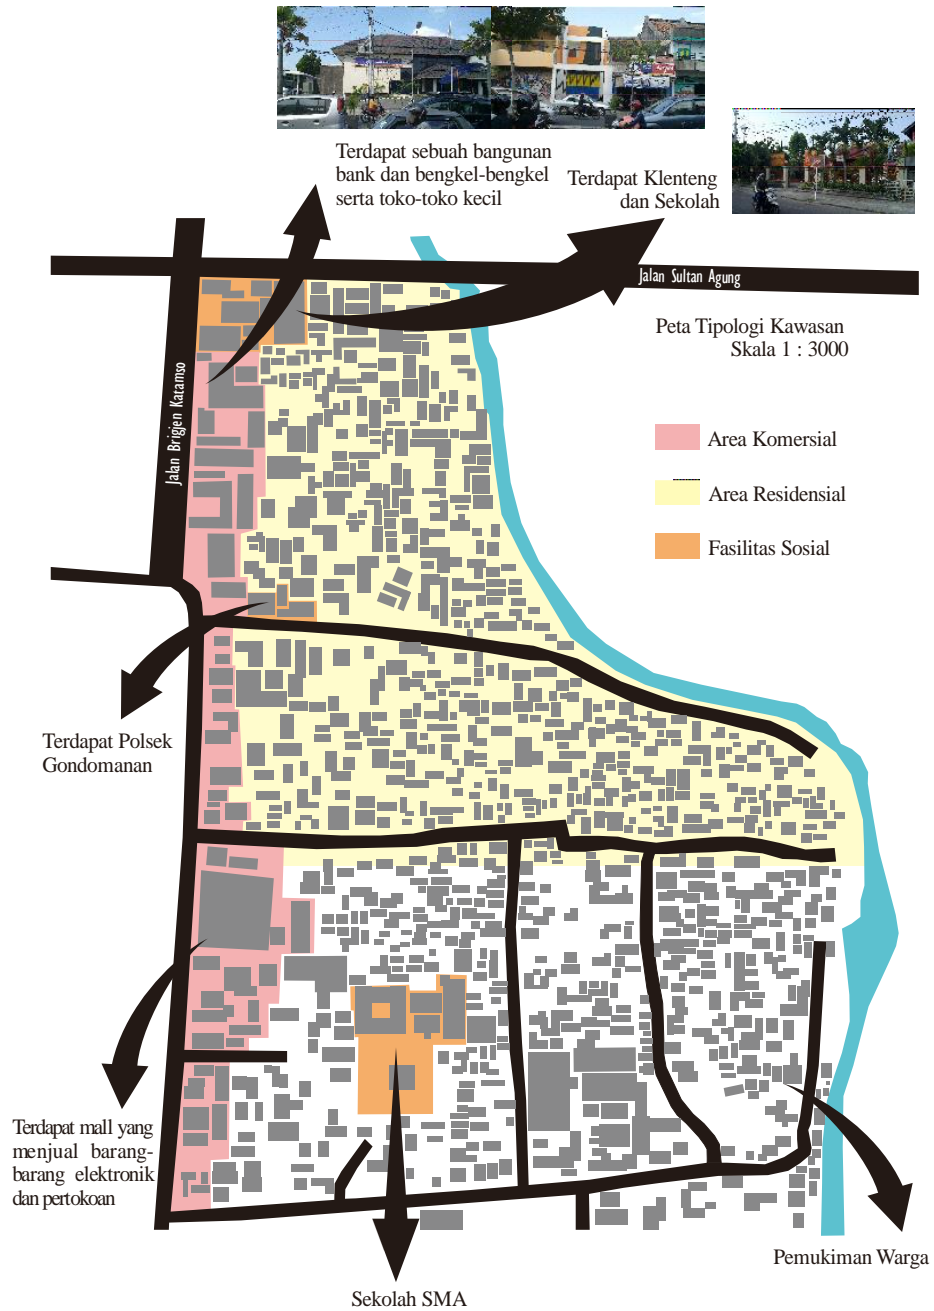 Terdapat sebuah bangunan
bank dan bengkel-bengkel
serta toko-toko kecil
Terdapat Klenteng
dan Sekolah
Jalan Sultan Agung
Peta Tipologi Kawasan
Skala 1 : 3000
Jalan Brigjen Katamso
Area Komersial
Area Residensial
Fasilitas Sosial
Terdapat Polsek
Gondomanan
Terdapat mall yang
menjual barang-
barang elektronik
dan pertokoan
Pemukiman Warga
Sekolah SMA